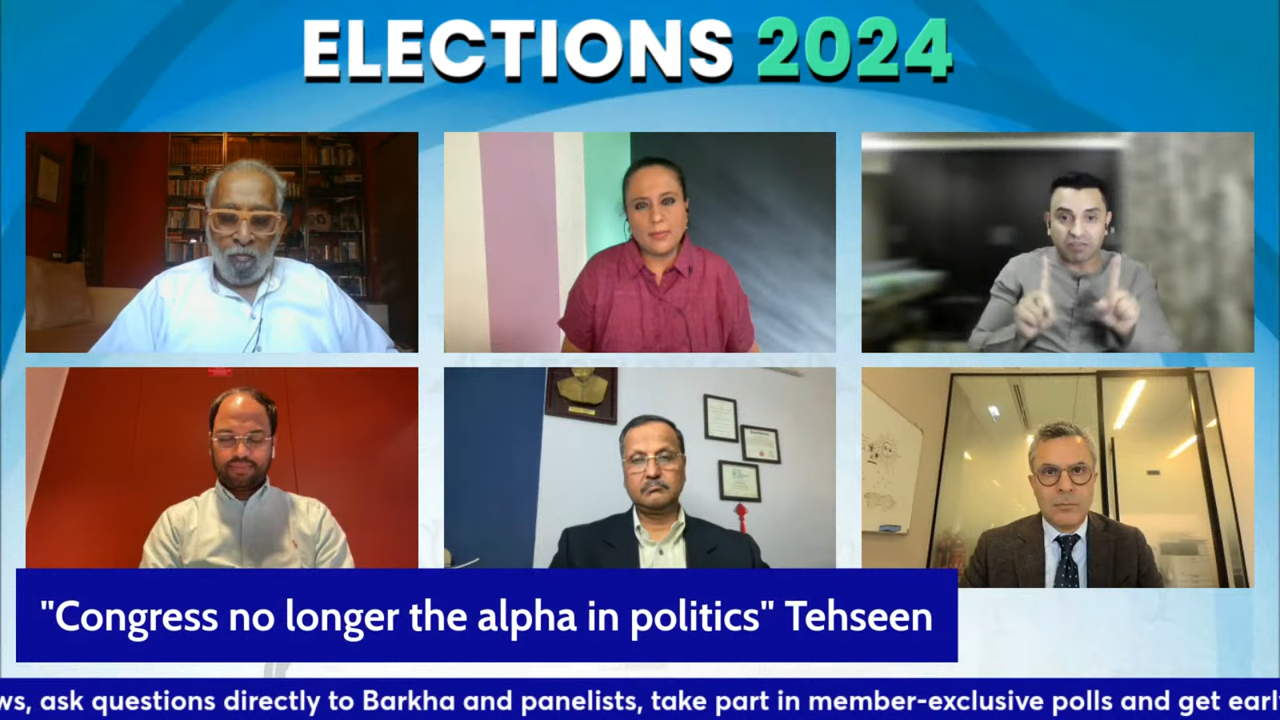 ELECTIONS 2024
"Congress no longer the alpha in politics" Tehseen
ws, ask questions directly to Barkha and panelists, take part in member-exclusive polls and get earl